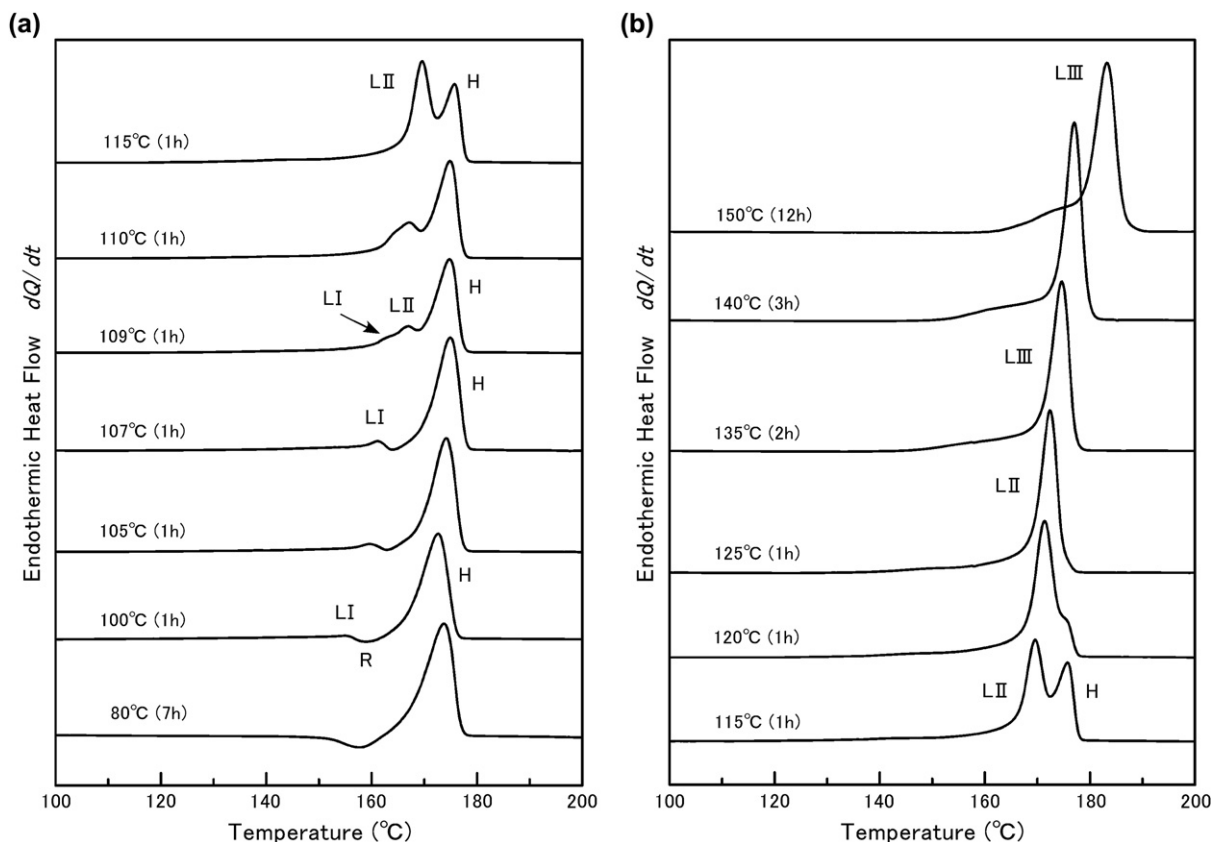 (a)
LⅡ
H
115℃ (1h)
110℃ (1h)
LⅠ
LⅡ
H
109℃ (1h)
H
LⅠ
107℃ (1h)
105℃ (1h)
H
LⅠ
100℃ (1h)
R
80℃ (7h)
Endothermic Heat Flow dQ/dt
100 120 140 160 180 200
Temperature (℃)
(b)
LⅢ
150℃ (12h)
140℃ (3h)
LⅢ
135℃ (2h)
LⅡ
125℃ (1h)
120℃ (1h)
LⅡ
H
115℃ (1h)
Endothermic Heat Flow dQ/dt
100 120 140 160 180 200
Temperature (℃)